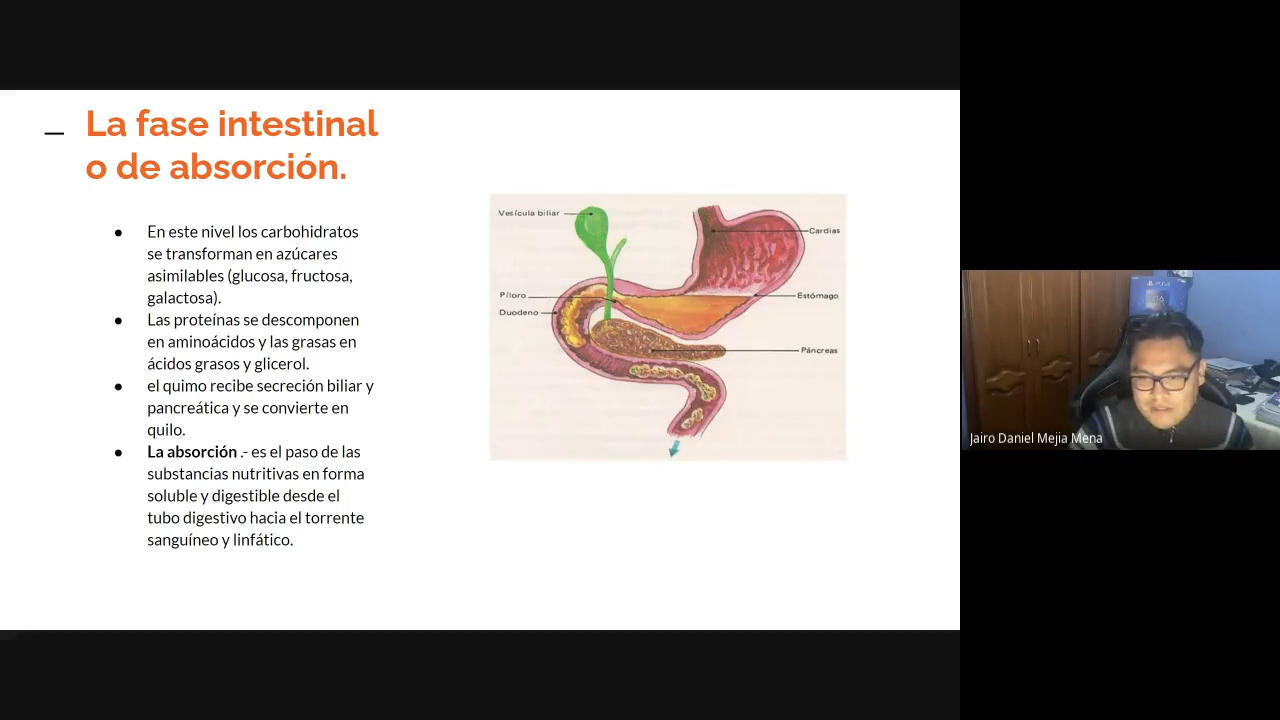 La fase intestinal
o de absorción.
● En este nivel los carbohidratos
se transforman en azúcares
asimilables (glucosa, fructosa,
galactosa).
● Las proteínas se descomponen
en aminoácidos y las grasas en
ácidos grasos y glicerol.
● el quimo recibe secreción biliar y
pancreática y se convierte en
quilo.
● La absorción .- es el paso de las
substancias nutritivas en forma
soluble y digestible desde el
tubo digestivo hacia el torrente
sanguíneo y linfático.
Vesícula biliar
Cardias
Píloro
Estómago
Duodeno
Páncreas
PS4
Jairo Daniel Mejia Mena